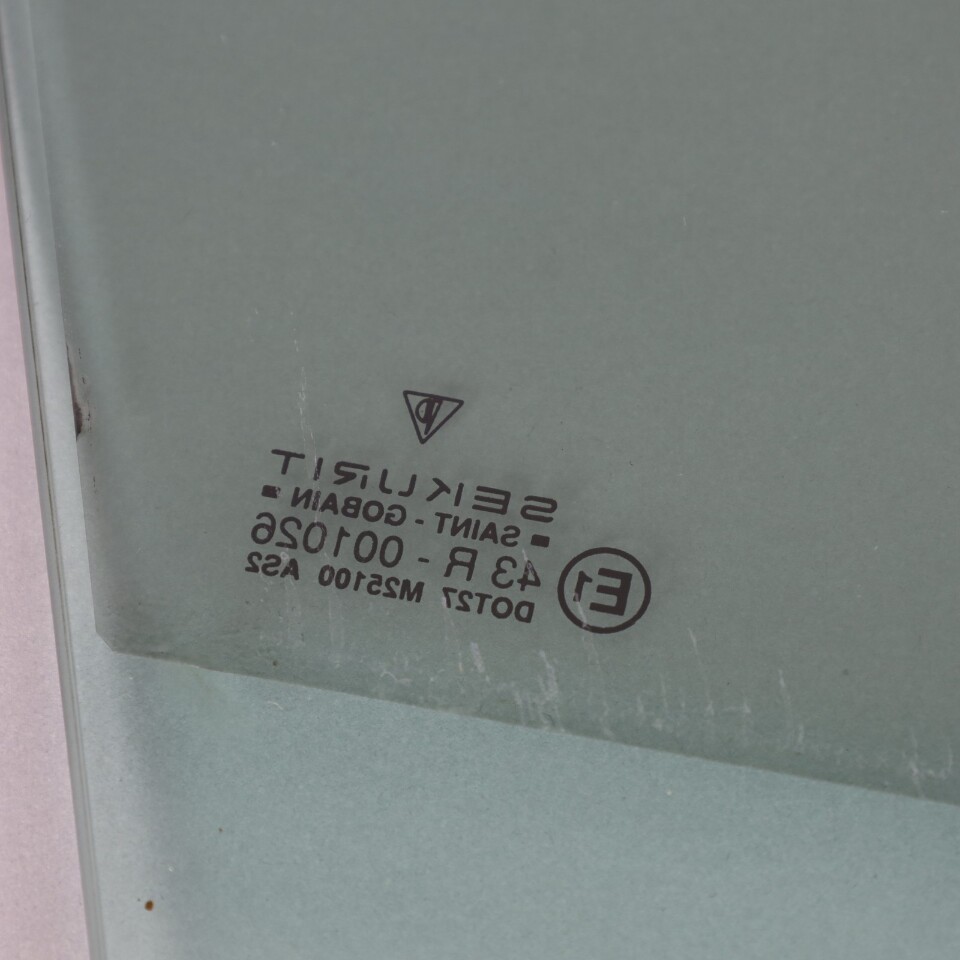 SEKURIT
SAINT - GOBAIN
E1
43 R - 001026
DOT27 M25100 AS2